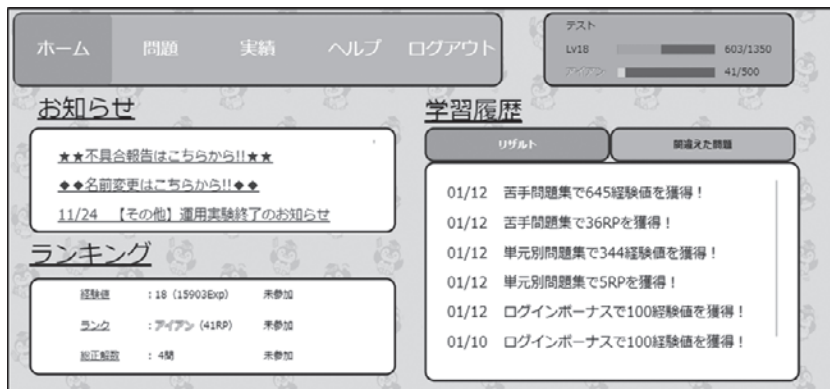 ホーム 問題 実績 ヘルプ ログアウト
テスト
Lv18 603/1350
アイアン 41/500
お知らせ
★★不具合報告はこちらから!!★★
◆◆名前変更はこちらから!!◆◆
11/24 【その他】運用実験終了のお知らせ
ランキング
経験値 : 18 (15903Exp) 未参加
ランク : アイアン (41RP) 未参加
総正解数 : 4問 未参加
学習履歴
リザルト 間違えた問題
01/12 苦手問題集で645経験値を獲得！
01/12 苦手問題集で36RPを獲得！
01/12 単元別問題集で344経験値を獲得！
01/12 単元別問題集で5RPを獲得！
01/12 ログインボーナスで100経験値を獲得！
01/10 ログインボーナスで100経験値を獲得！